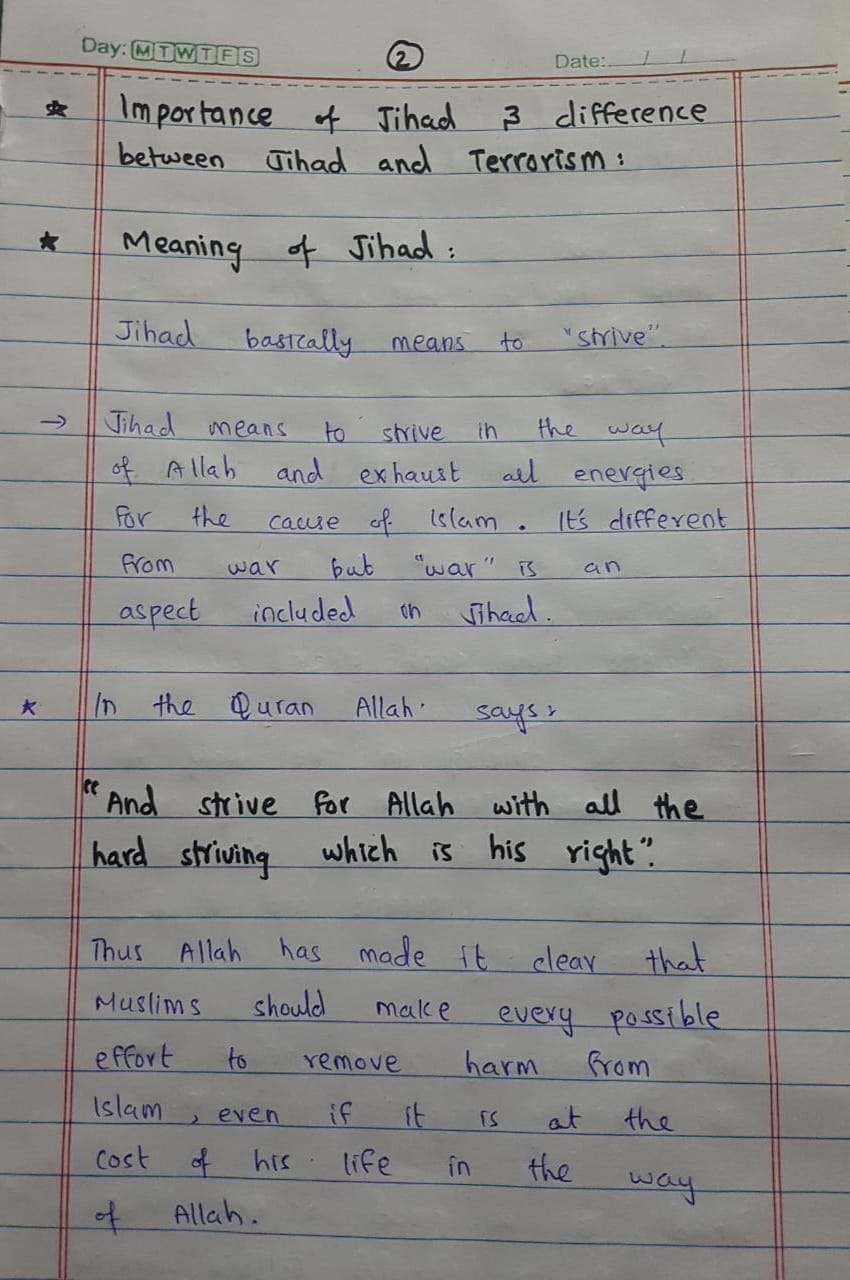 Day: M T W T F S
②
Date: / /
☆ Importance of Jihad & difference
between Jihad and Terrorism:
★ Meaning of Jihad:
Jihad basically means to "strive".
→ Jihad means to strive in the way
of Allah and exhaust all energies
for the cause of Islam. It's different
from war but "war" is an
aspect included in Jihad.
★ In the Quran Allah says:
"And strive for Allah with all the
hard striving which is his right".
Thus Allah has made it clear that
Muslims should make every possible
effort to remove harm from
Islam, even if it is at the
cost of his life in the way
of Allah.